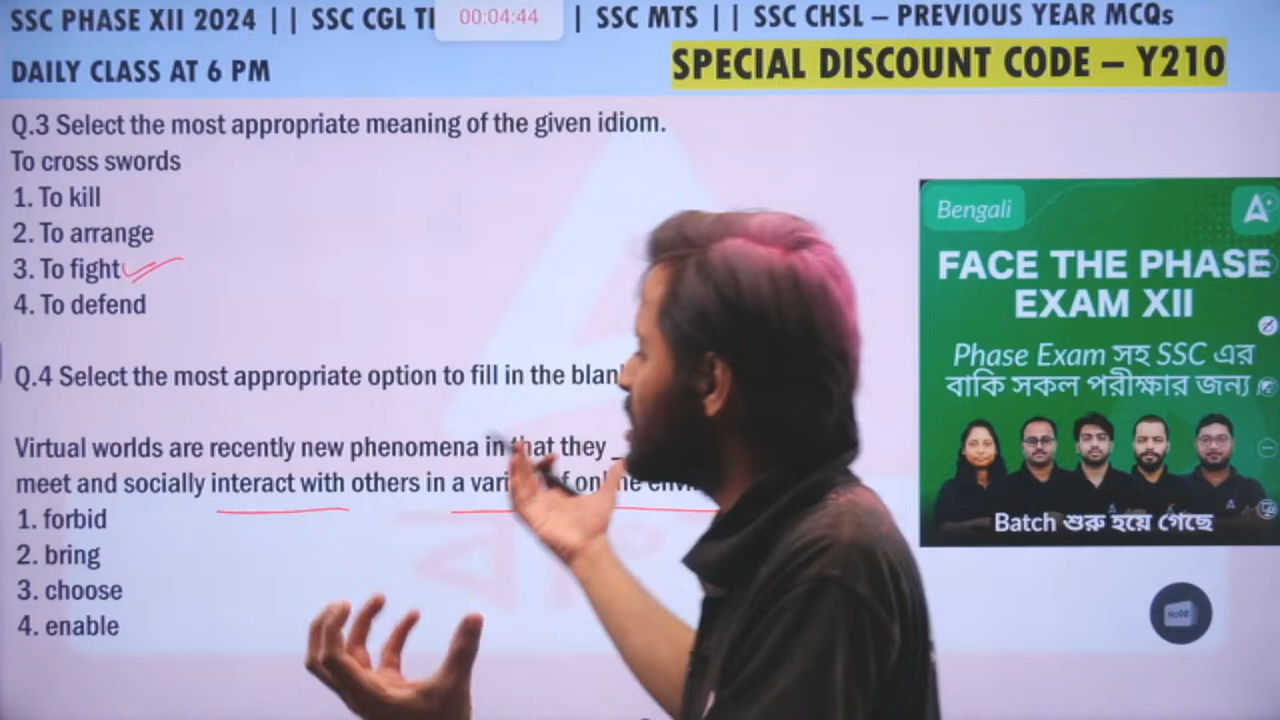 SSC PHASE XII 2024 || SSC CGL TI
00:04:44
| SSC MTS || SSC CHSL – PREVIOUS YEAR MCQs
DAILY CLASS AT 6 PM
SPECIAL DISCOUNT CODE – Y210
Q.3 Select the most appropriate meaning of the given idiom.
To cross swords
1. To kill
2. To arrange
3. To fight
4. To defend
Q.4 Select the most appropriate option to fill in the blan
Virtual worlds are recently new phenomena in that they _
meet and socially interact with others in a vari of online
1. forbid
2. bring
3. choose
4. enable
Bengali
FACE THE PHASE
EXAM XII
Phase Exam সহ SSC এর
বাকি সকল পরীক্ষার জন্য
Batch শুরু হয়ে গেছে
Note